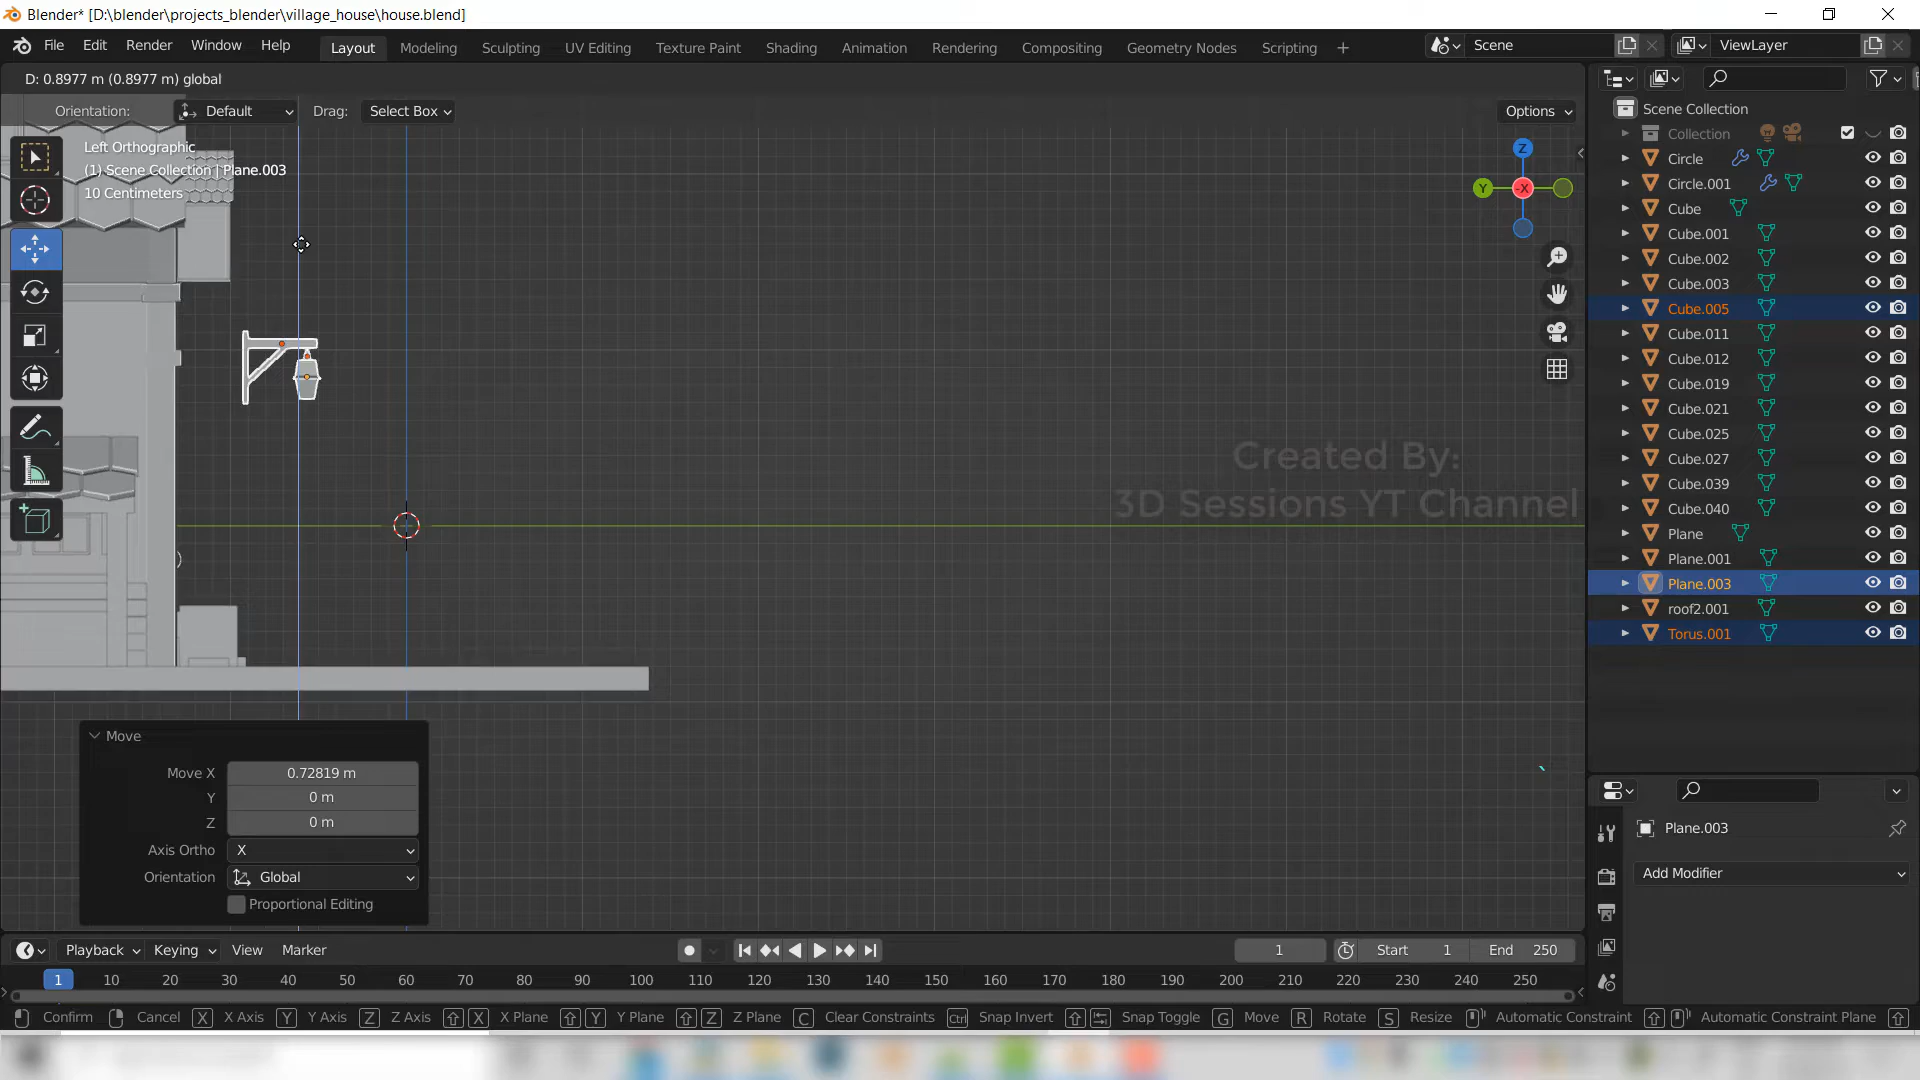 Blender* [D:\blender\projects_blender\village_house\house.blend]
File Edit Render Window Help Layout Modeling Sculpting UV Editing Texture Paint Shading Animation Rendering Compositing Geometry Nodes Scripting + Scene ViewLayer
D: 0.8977 m (0.8977 m) global
Orientation: Default Drag: Select Box Options
Left Orthographic
(1) Scene Collection | Plane.003
10 Centimeters
Z
Y -X
Created By:
3D Sessions YT Channel
Move
Move X 0.72819 m
Y 0 m
Z 0 m
Axis Ortho X
Orientation Global
Proportional Editing
Scene Collection
Collection
Circle
Circle.001
Cube
Cube.001
Cube.002
Cube.003
Cube.005
Cube.011
Cube.012
Cube.019
Cube.021
Cube.025
Cube.027
Cube.039
Cube.040
Plane
Plane.001
Plane.003
roof2.001
Torus.001
Plane.003
Add Modifier
Playback Keying View Marker 1 Start 1 End 250
1 10 20 30 40 50 60 70 80 90 100 110 120 130 140 150 160 170 180 190 200 210 220 230 240 250
Confirm Cancel X X Axis Y Y Axis Z Z Axis X X Plane Y Y Plane Z Z Plane C Clear Constraints Ctrl Snap Invert Snap Toggle G Move R Rotate S Resize Automatic Constraint Automatic Constraint Plane